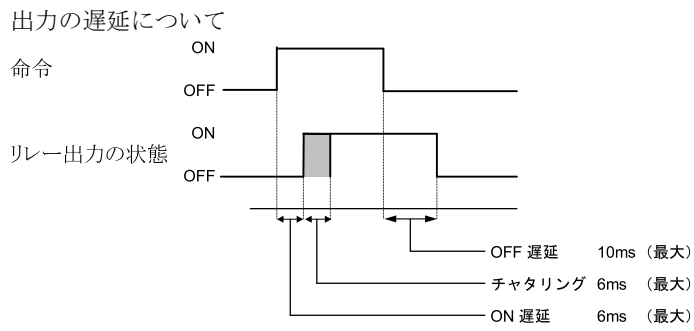 出力の遅延について
命令
ON
OFF
リレー出力の状態
ON
OFF
OFF 遅延 10ms （最大）
チャタリング 6ms （最大）
ON 遅延 6ms （最大）